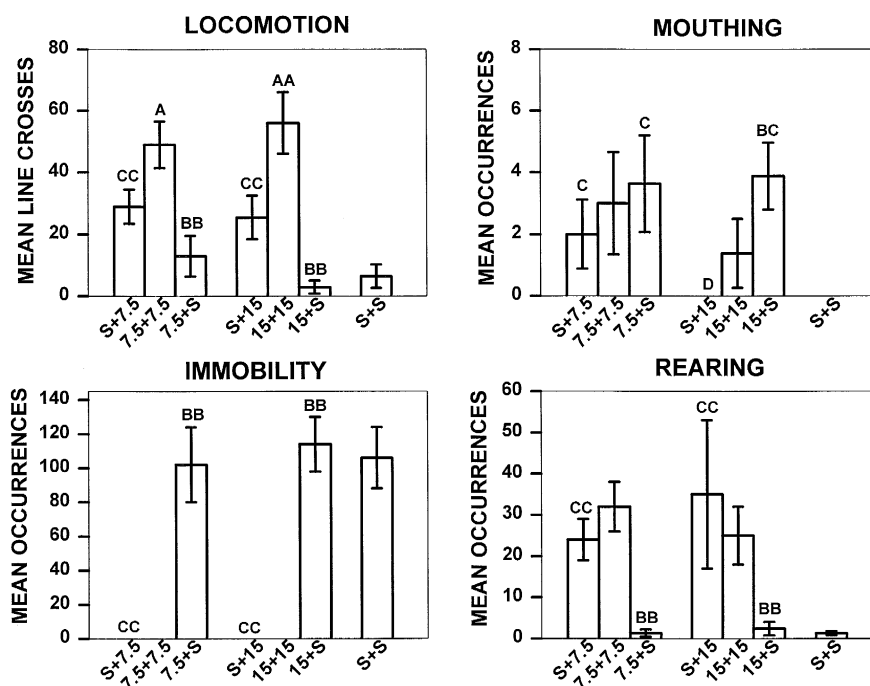 LOCOMOTION
MEAN LINE CROSSES
80
60
40
20
0
CC
A
BB
CC
AA
BB
S+7.5
7.5+7.5
7.5+S
S+15
15+15
15+S
S+S
MOUTHING
MEAN OCCURRENCES
8
6
4
2
0
C
C
D
BC
S+7.5
7.5+7.5
7.5+S
S+15
15+15
15+S
S+S
IMMOBILITY
MEAN OCCURRENCES
140
120
100
80
60
40
20
0
CC
BB
CC
BB
S+7.5
7.5+7.5
7.5+S
S+15
15+15
15+S
S+S
REARING
MEAN OCCURRENCES
60
50
40
30
20
10
0
CC
BB
CC
BB
S+7.5
7.5+7.5
7.5+S
S+15
15+15
15+S
S+S